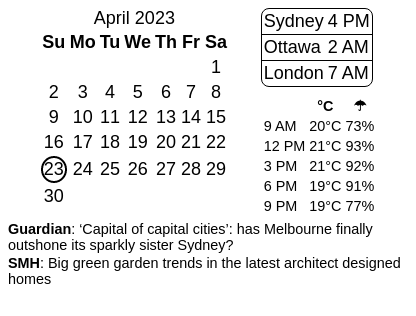 April 2023
Su Mo Tu We Th Fr Sa
1
2 3 4 5 6 7 8
9 10 11 12 13 14 15
16 17 18 19 20 21 22
23 24 25 26 27 28 29
30
Sydney 4 PM
Ottawa 2 AM
London 7 AM
°C ☂
9 AM 20°C 73%
12 PM 21°C 93%
3 PM 21°C 92%
6 PM 19°C 91%
9 PM 19°C 77%
Guardian: ‘Capital of capital cities’: has Melbourne finally
outshone its sparkly sister Sydney?
SMH: Big green garden trends in the latest architect designed
homes